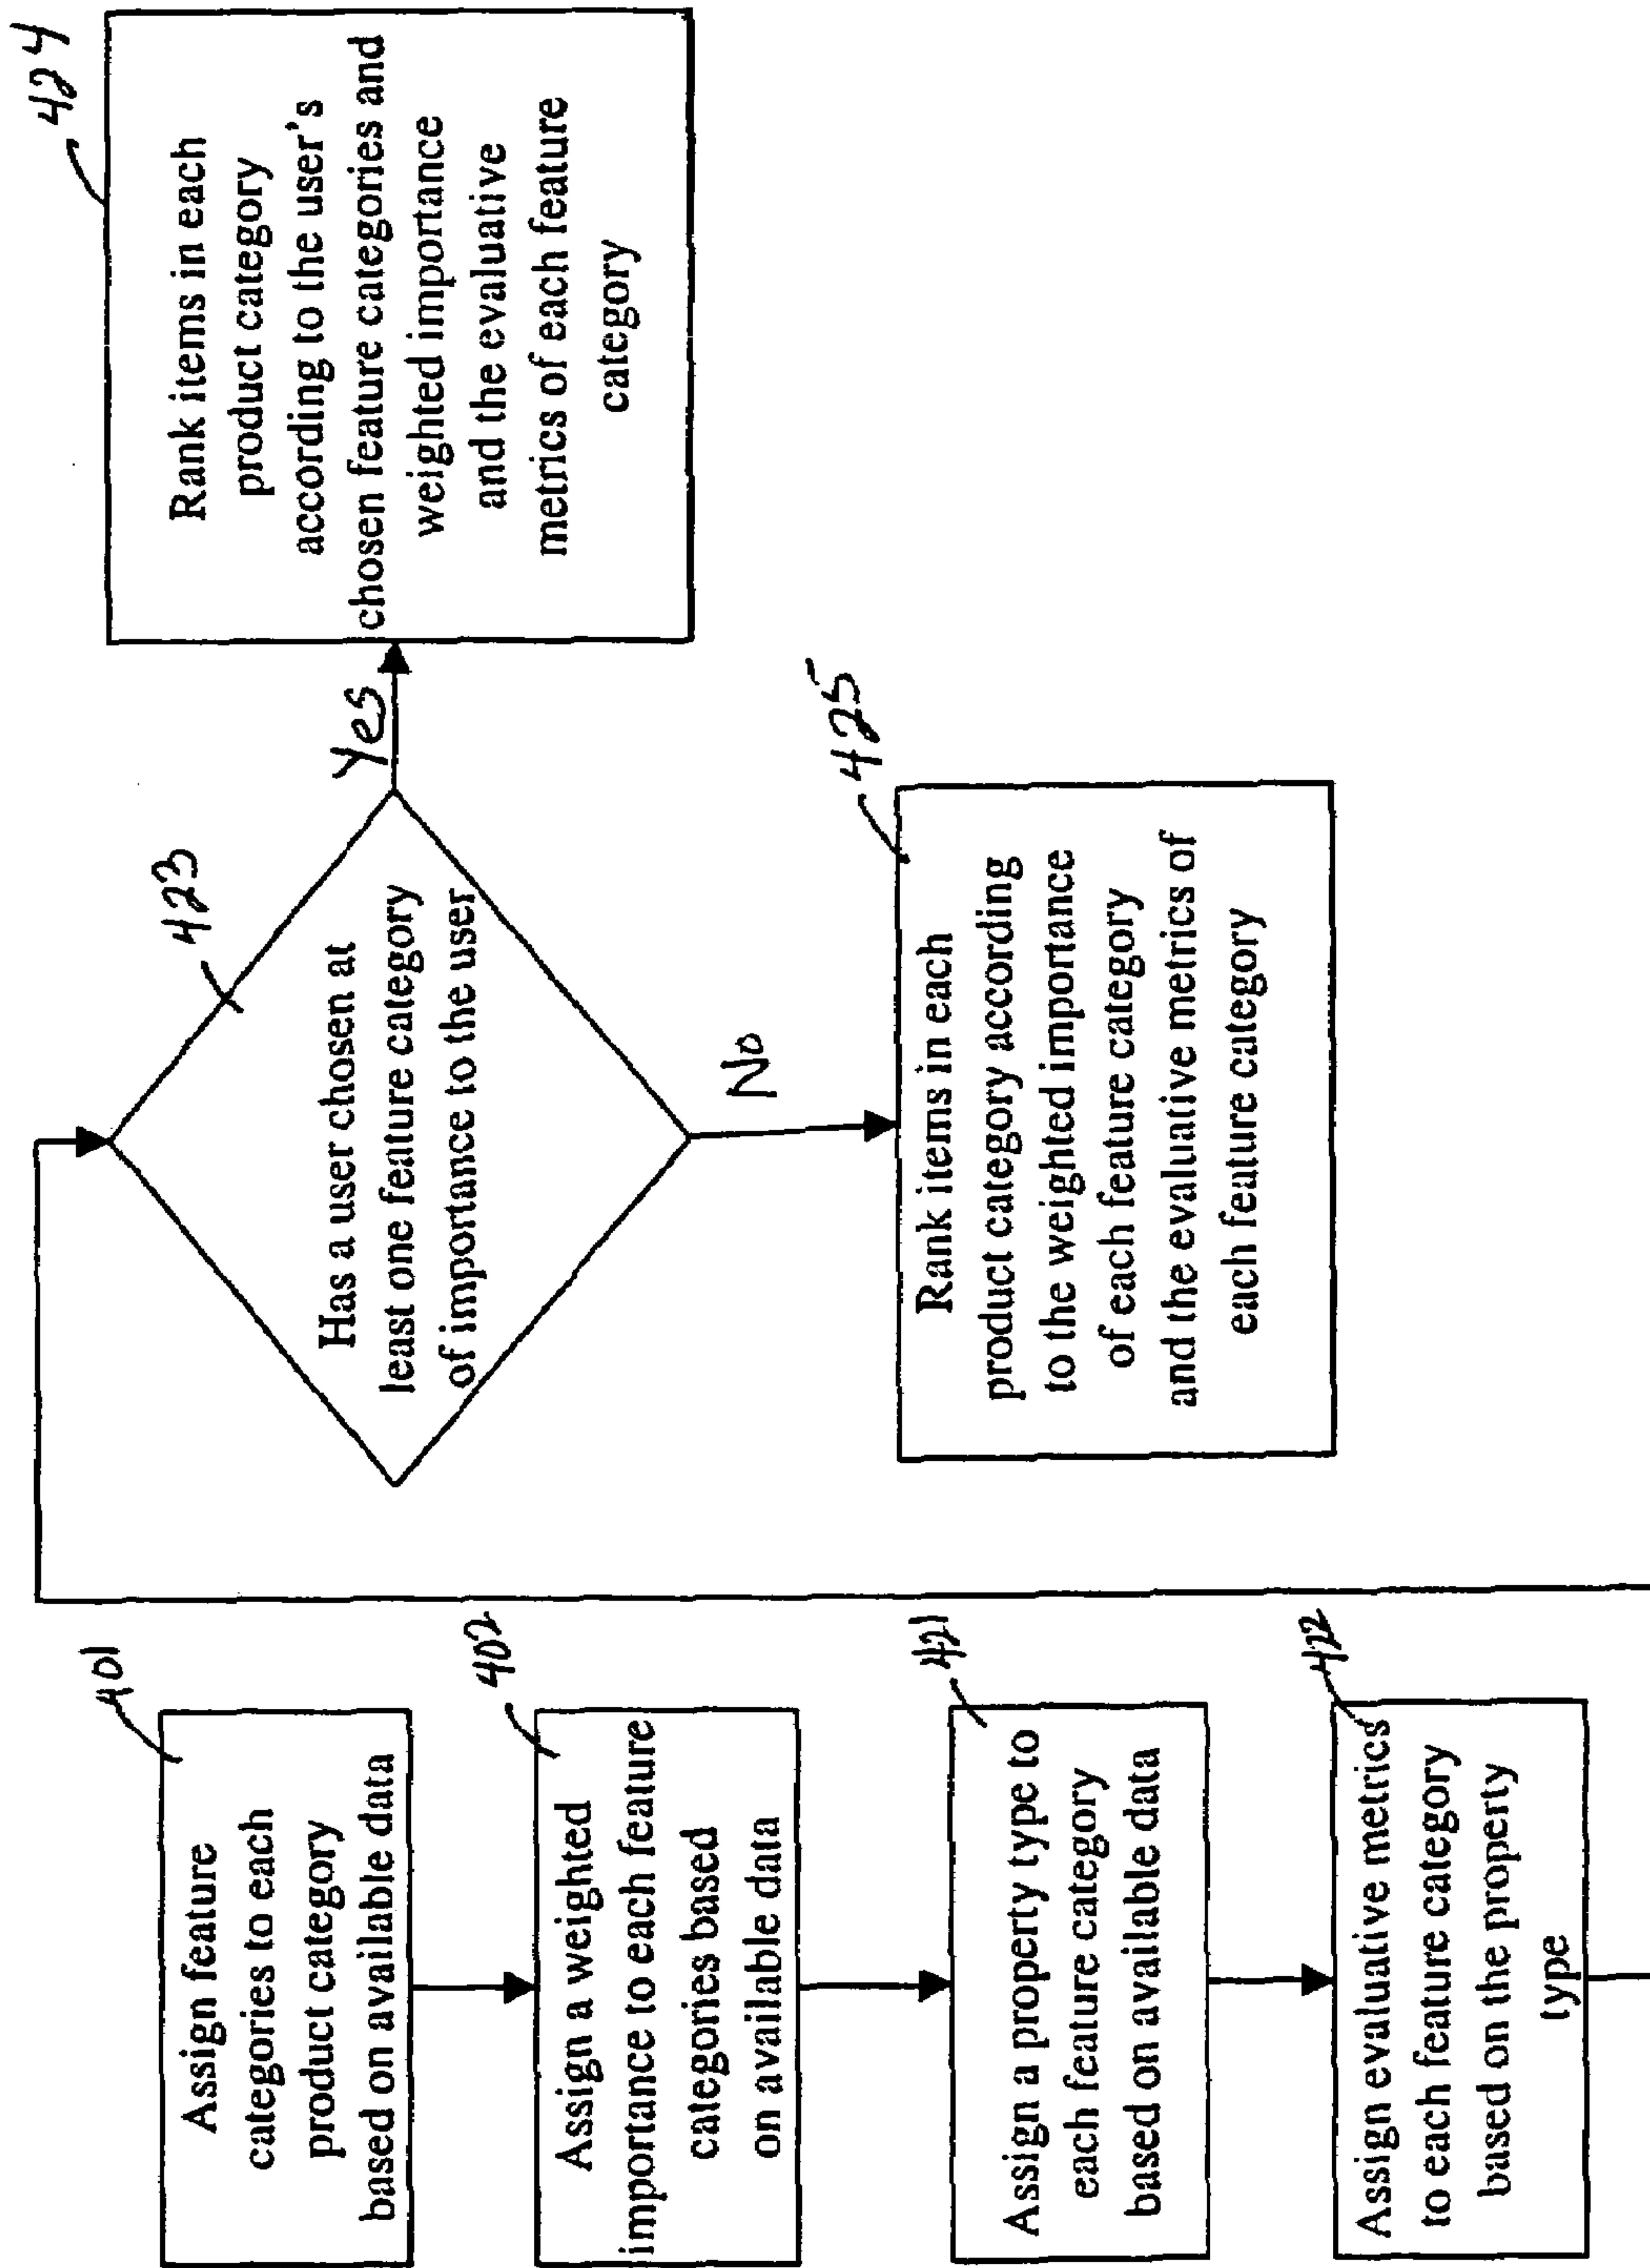 401
Assign feature
categories to each
product category
based on available data
402
Assign a weighted
importance to each feature
categories based
on available data
421
Assign a property type to
each feature category
based on available data
422
Assign evaluative metrics
to each feature category
based on the property
type
423
Has a user chosen at
least one feature category
of importance to the user
Yes
No
424
Rank items in each
product category
according to the user's
chosen feature categories and
weighted importance
and the evaluative
metrics of each feature
category
425
Rank items in each
product category according
to the weighted importance
of each feature category
and the evaluative metrics of
each feature category